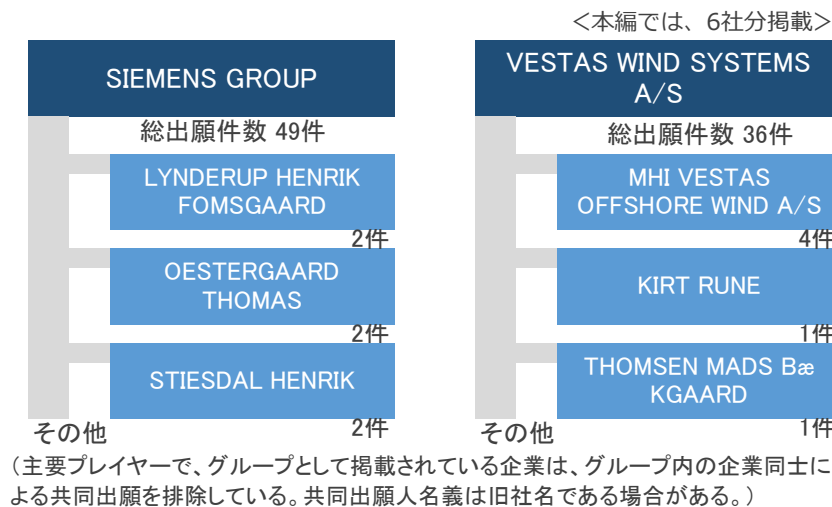 <本編では、6社分掲載>
SIEMENS GROUP
総出願件数 49件
LYNDERUP HENRIK
FOMSGAARD
2件
OESTERGAARD
THOMAS
2件
STIESDAL HENRIK
2件
その他
VESTAS WIND SYSTEMS
A/S
総出願件数 36件
MHI VESTAS
OFFSHORE WIND A/S
4件
KIRT RUNE
1件
THOMSEN MADS Bæ
KGAARD
1件
その他
(主要プレイヤーで、グループとして掲載されている企業は、グループ内の企業同士に
よる共同出願を排除している。共同出願人名義は旧社名である場合がある。)